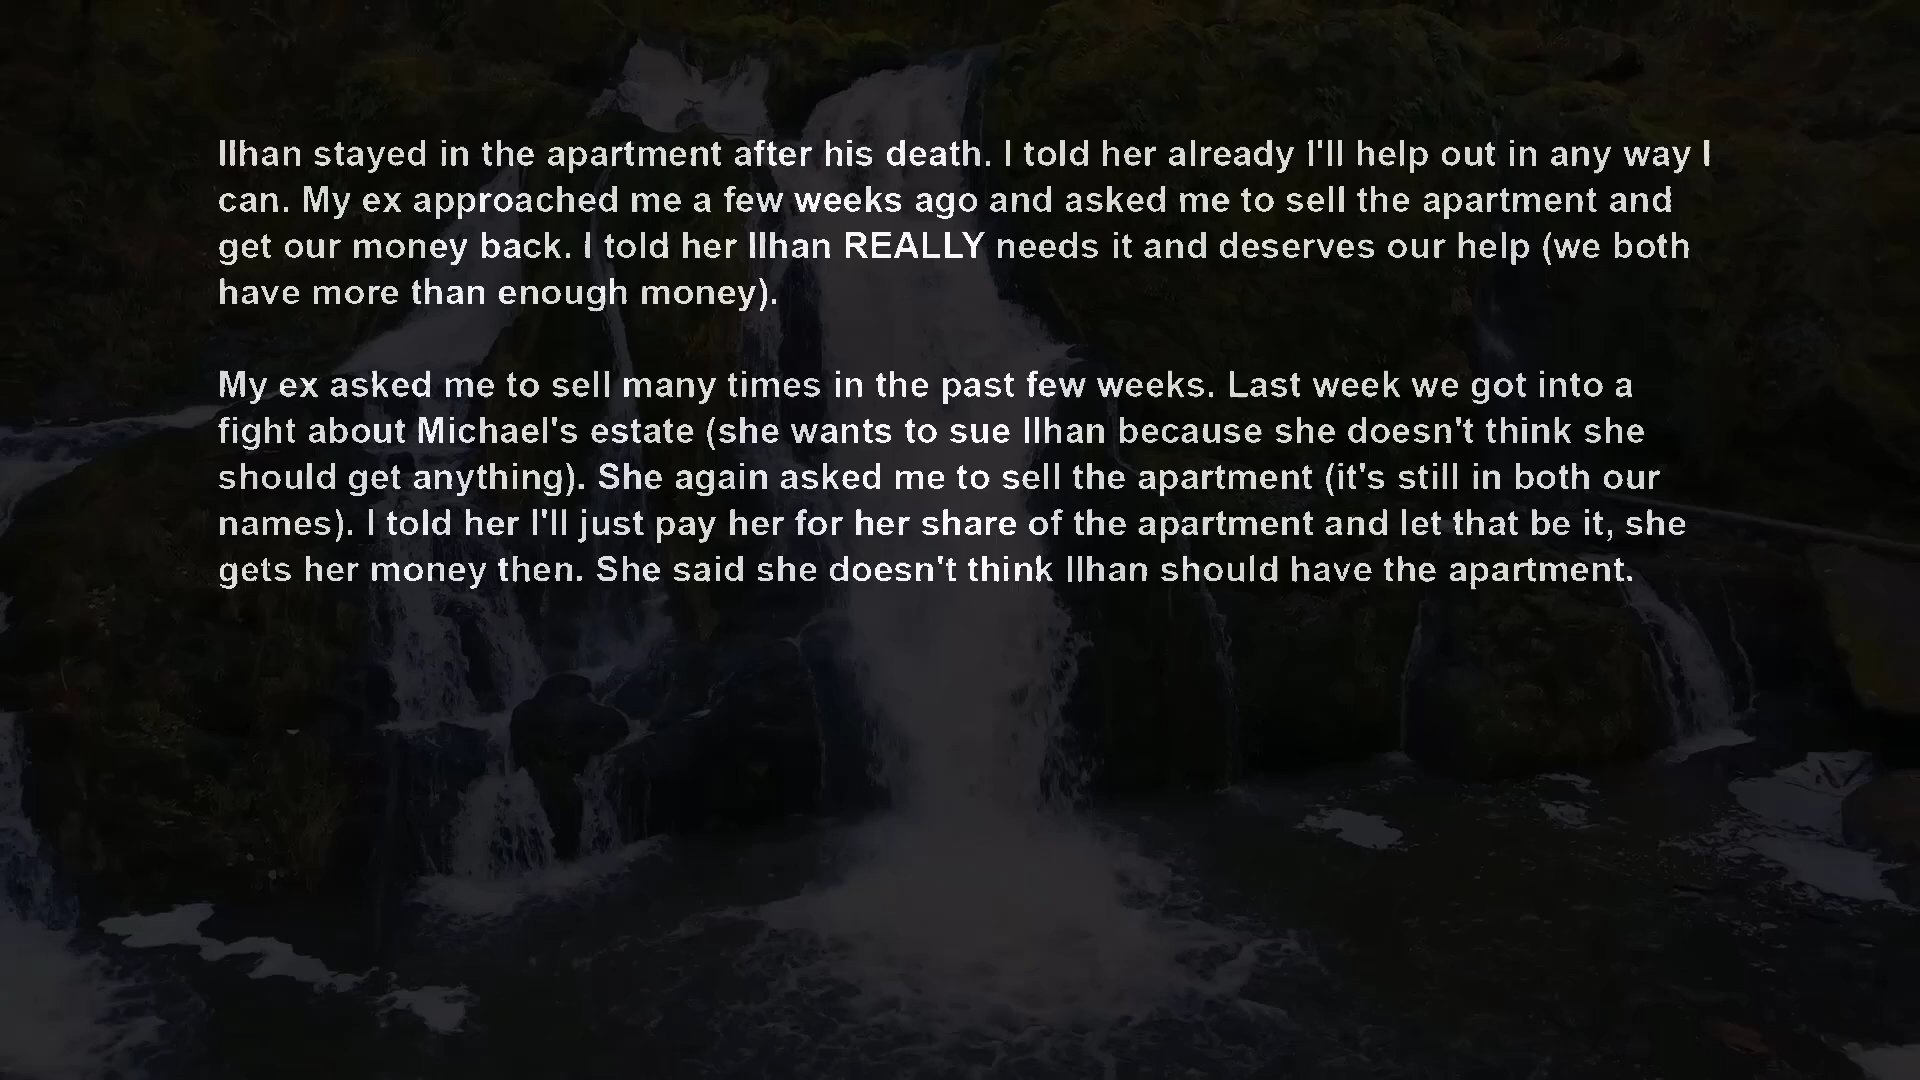 Ilhan stayed in the apartment after his death. I told her already I'll help out in any way I
can. My ex approached me a few weeks ago and asked me to sell the apartment and
get our money back. I told her Ilhan REALLY needs it and deserves our help (we both
have more than enough money).
My ex asked me to sell many times in the past few weeks. Last week we got into a
fight about Michael's estate (she wants to sue Ilhan because she doesn't think she
should get anything). She again asked me to sell the apartment (it's still in both our
names). I told her I'll just pay her for her share of the apartment and let that be it, she
gets her money then. She said she doesn't think Ilhan should have the apartment.